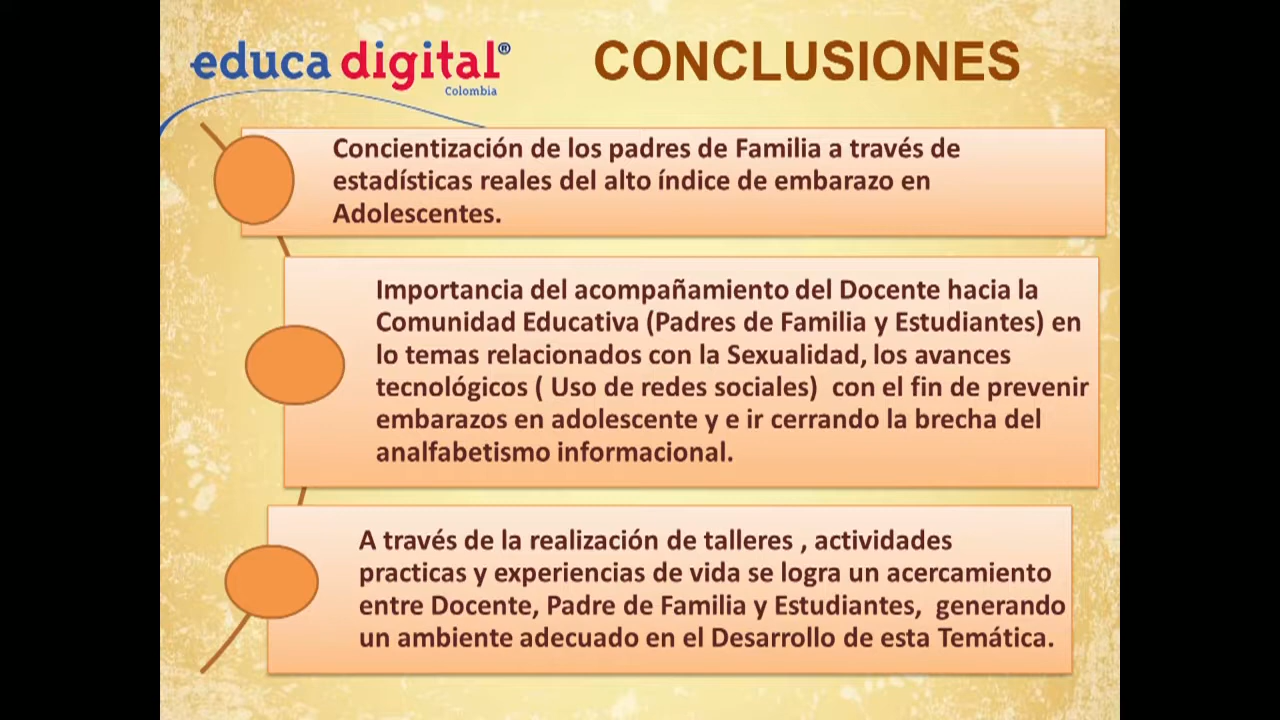 educa digital®
Colombia
CONCLUSIONES
Concientización de los padres de Familia a través de
estadísticas reales del alto índice de embarazo en
Adolescentes.
Importancia del acompañamiento del Docente hacia la
Comunidad Educativa (Padres de Familia y Estudiantes) en
lo temas relacionados con la Sexualidad, los avances
tecnológicos ( Uso de redes sociales)  con el fin de prevenir
embarazos en adolescente y e ir cerrando la brecha del
analfabetismo informacional.
A través de la realización de talleres , actividades
practicas y experiencias de vida se logra un acercamiento
entre Docente, Padre de Familia y Estudiantes,  generando
un ambiente adecuado en el Desarrollo de esta Temática.